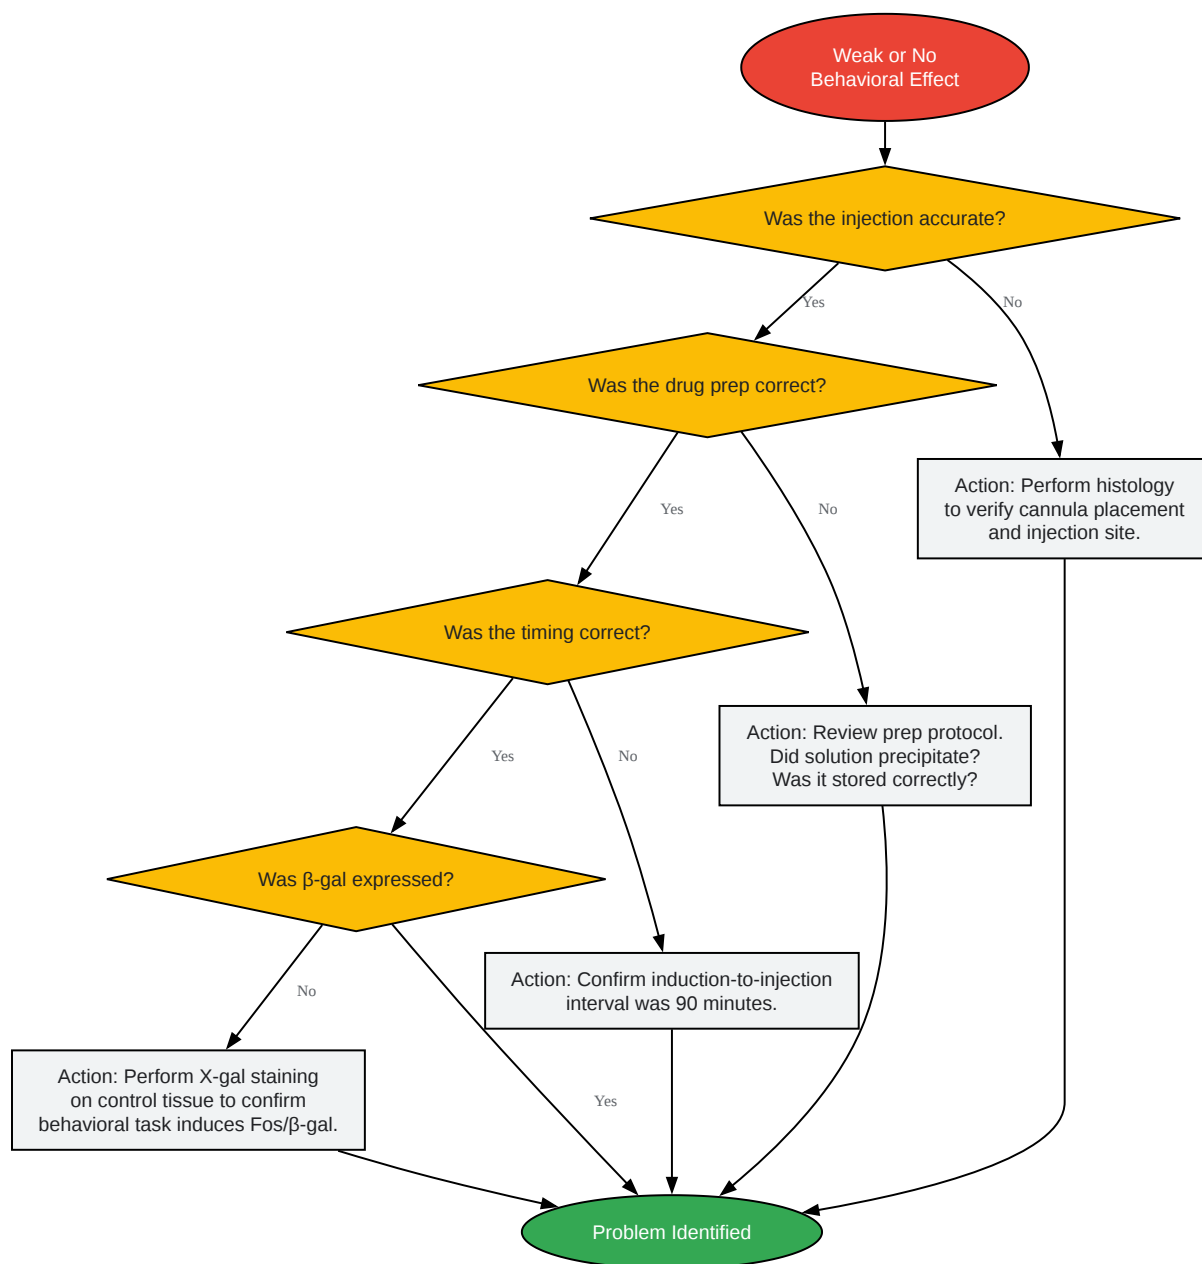 Weak or No
Behavioral Effect
Was the injection accurate?
Yes
No
Was the drug prep correct?
Action: Perform histology
to verify cannula placement
and injection site.
Yes
No
Was the timing correct?
Action: Review prep protocol.
Did solution precipitate?
Was it stored correctly?
Yes
No
Was β-gal expressed?
Action: Confirm induction-to-injection
interval was 90 minutes.
No
Yes
Action: Perform X-gal staining
on control tissue to confirm
behavioral task induces Fos/β-gal.
Problem Identified